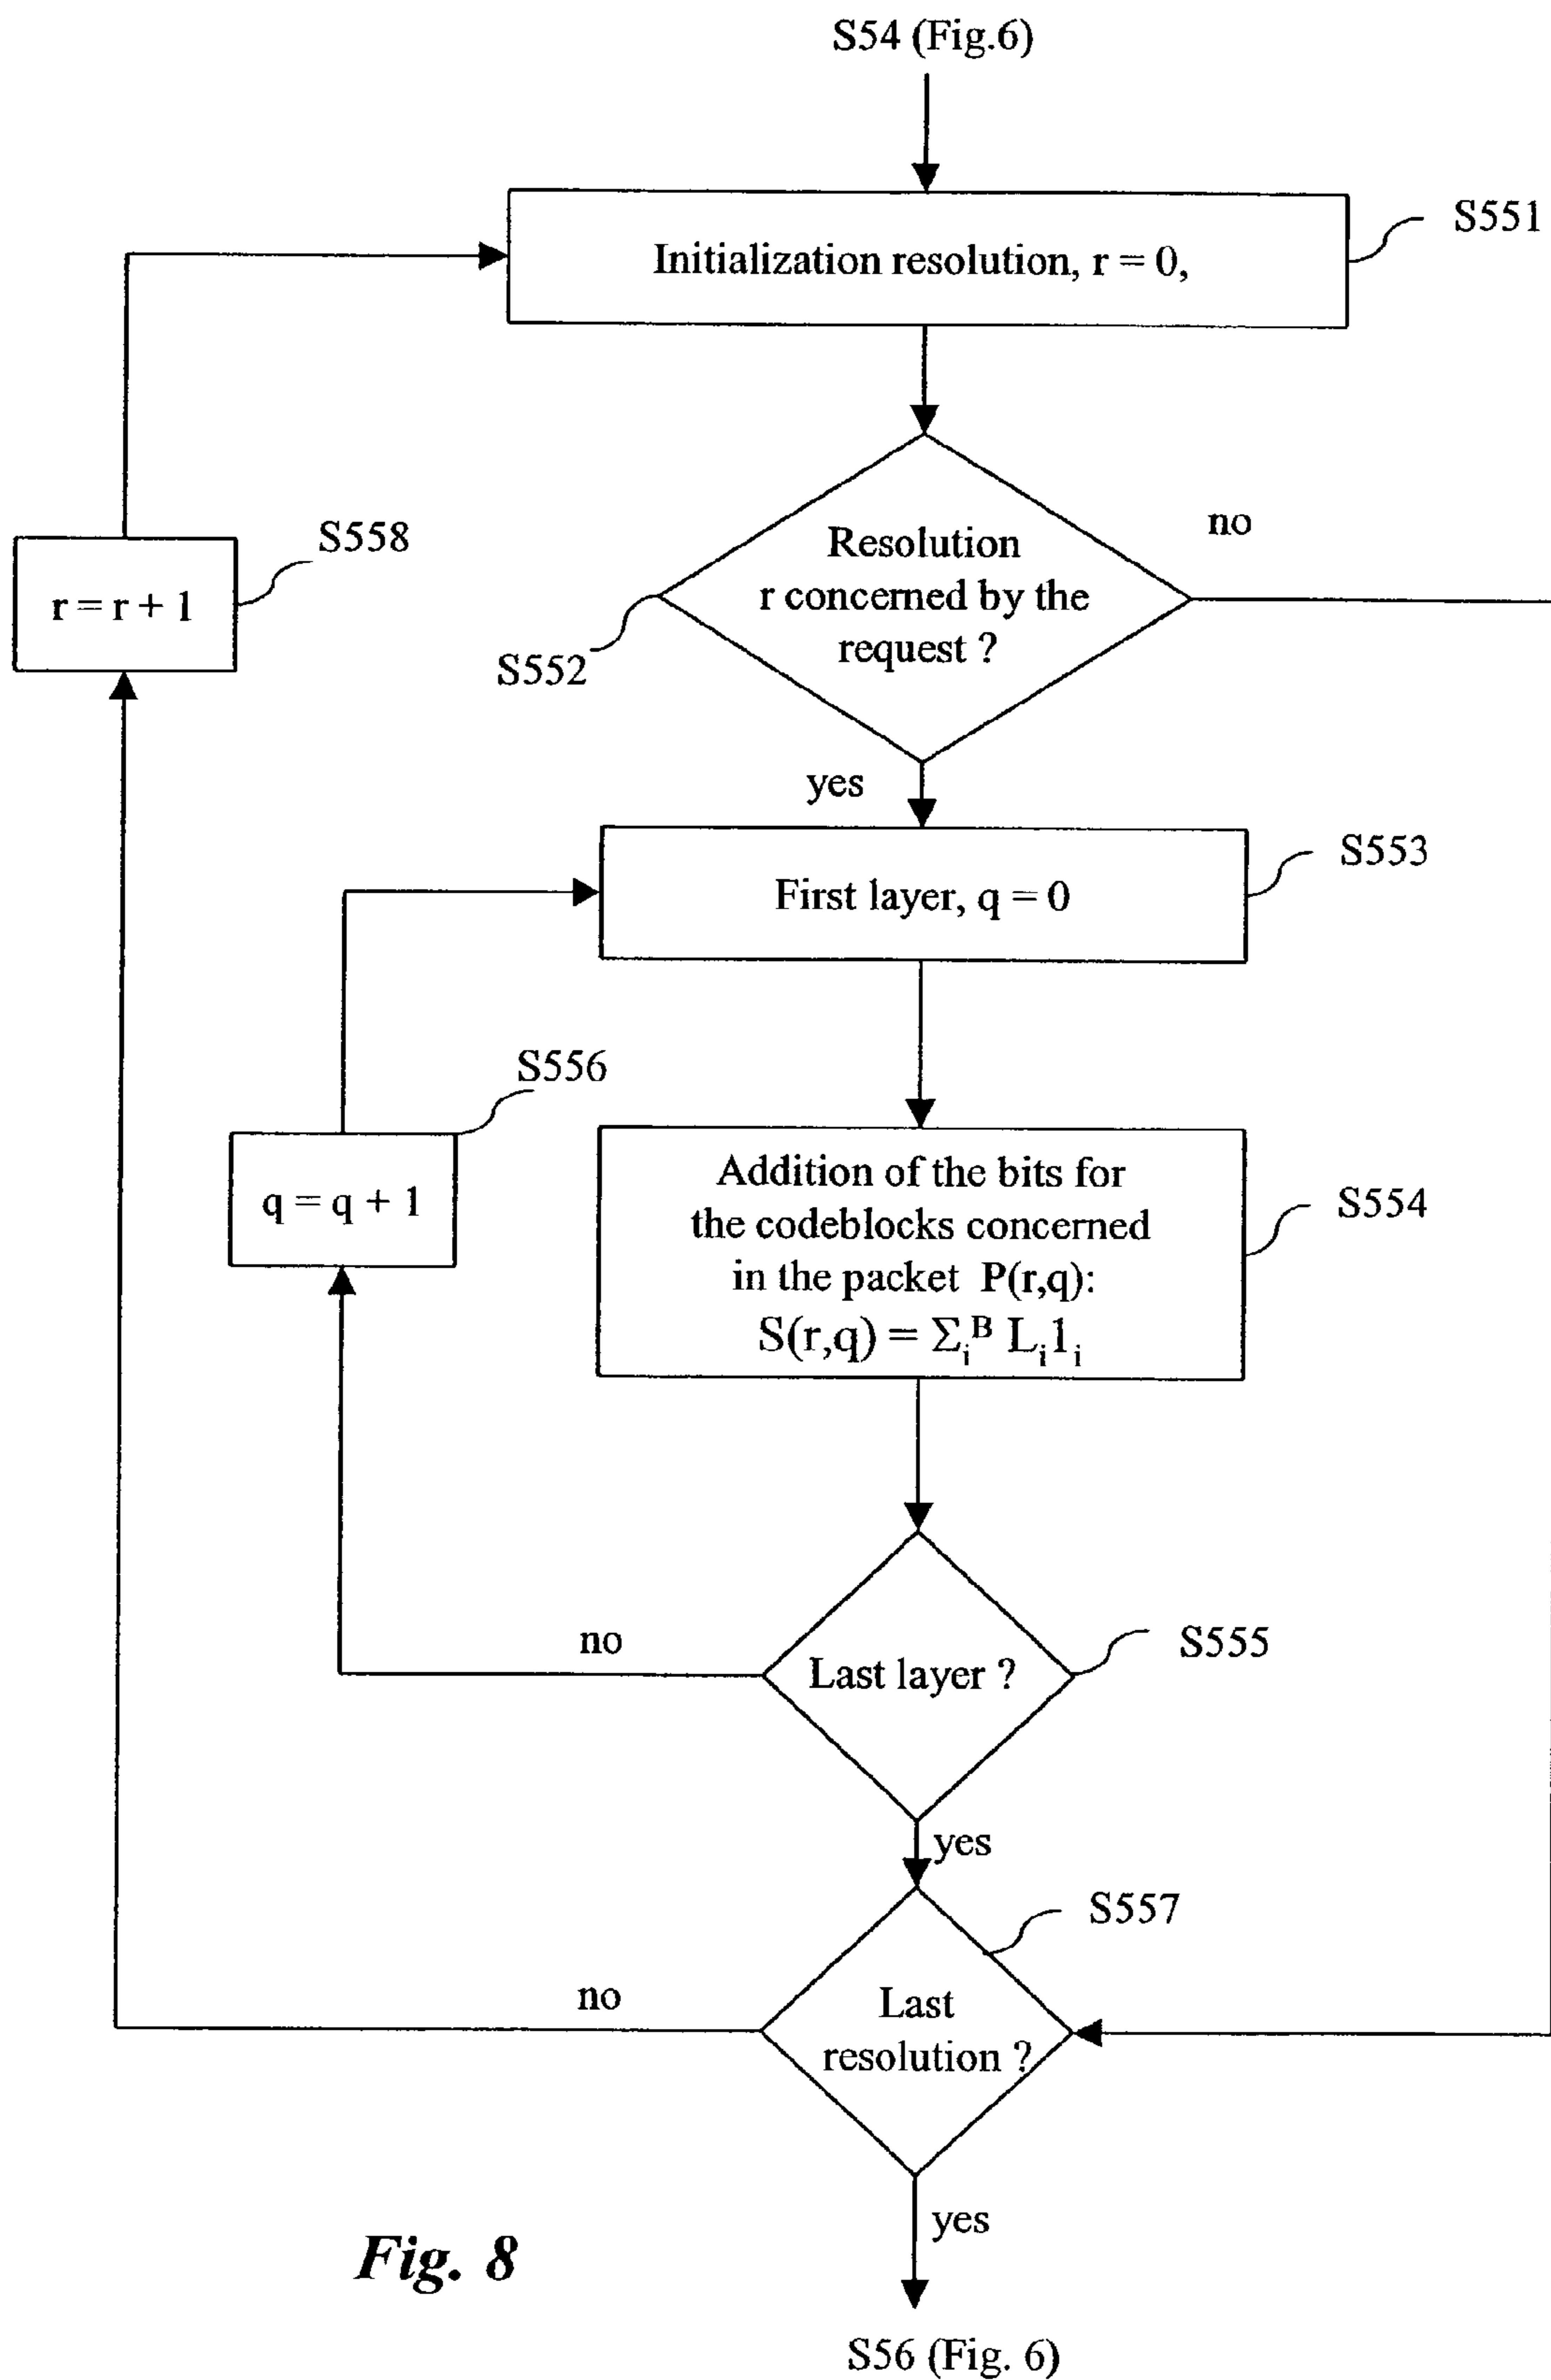 S54 (Fig.6)
Initialization resolution, r = 0,
S551
Resolution
r concerned by the
request ?
no
S552
S558
r = r + 1
yes
First layer, q = 0
S553
S556
q = q + 1
Addition of the bits for
the codeblocks concerned
in the packet P(r,q):
S(r,q) = Σᵢᴮ Lᵢ1ᵢ
S554
no
Last layer ?
S555
yes
S557
no
Last
resolution ?
yes
Fig. 8
S56 (Fig. 6)